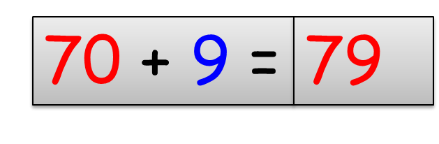 70 + 9 = 79